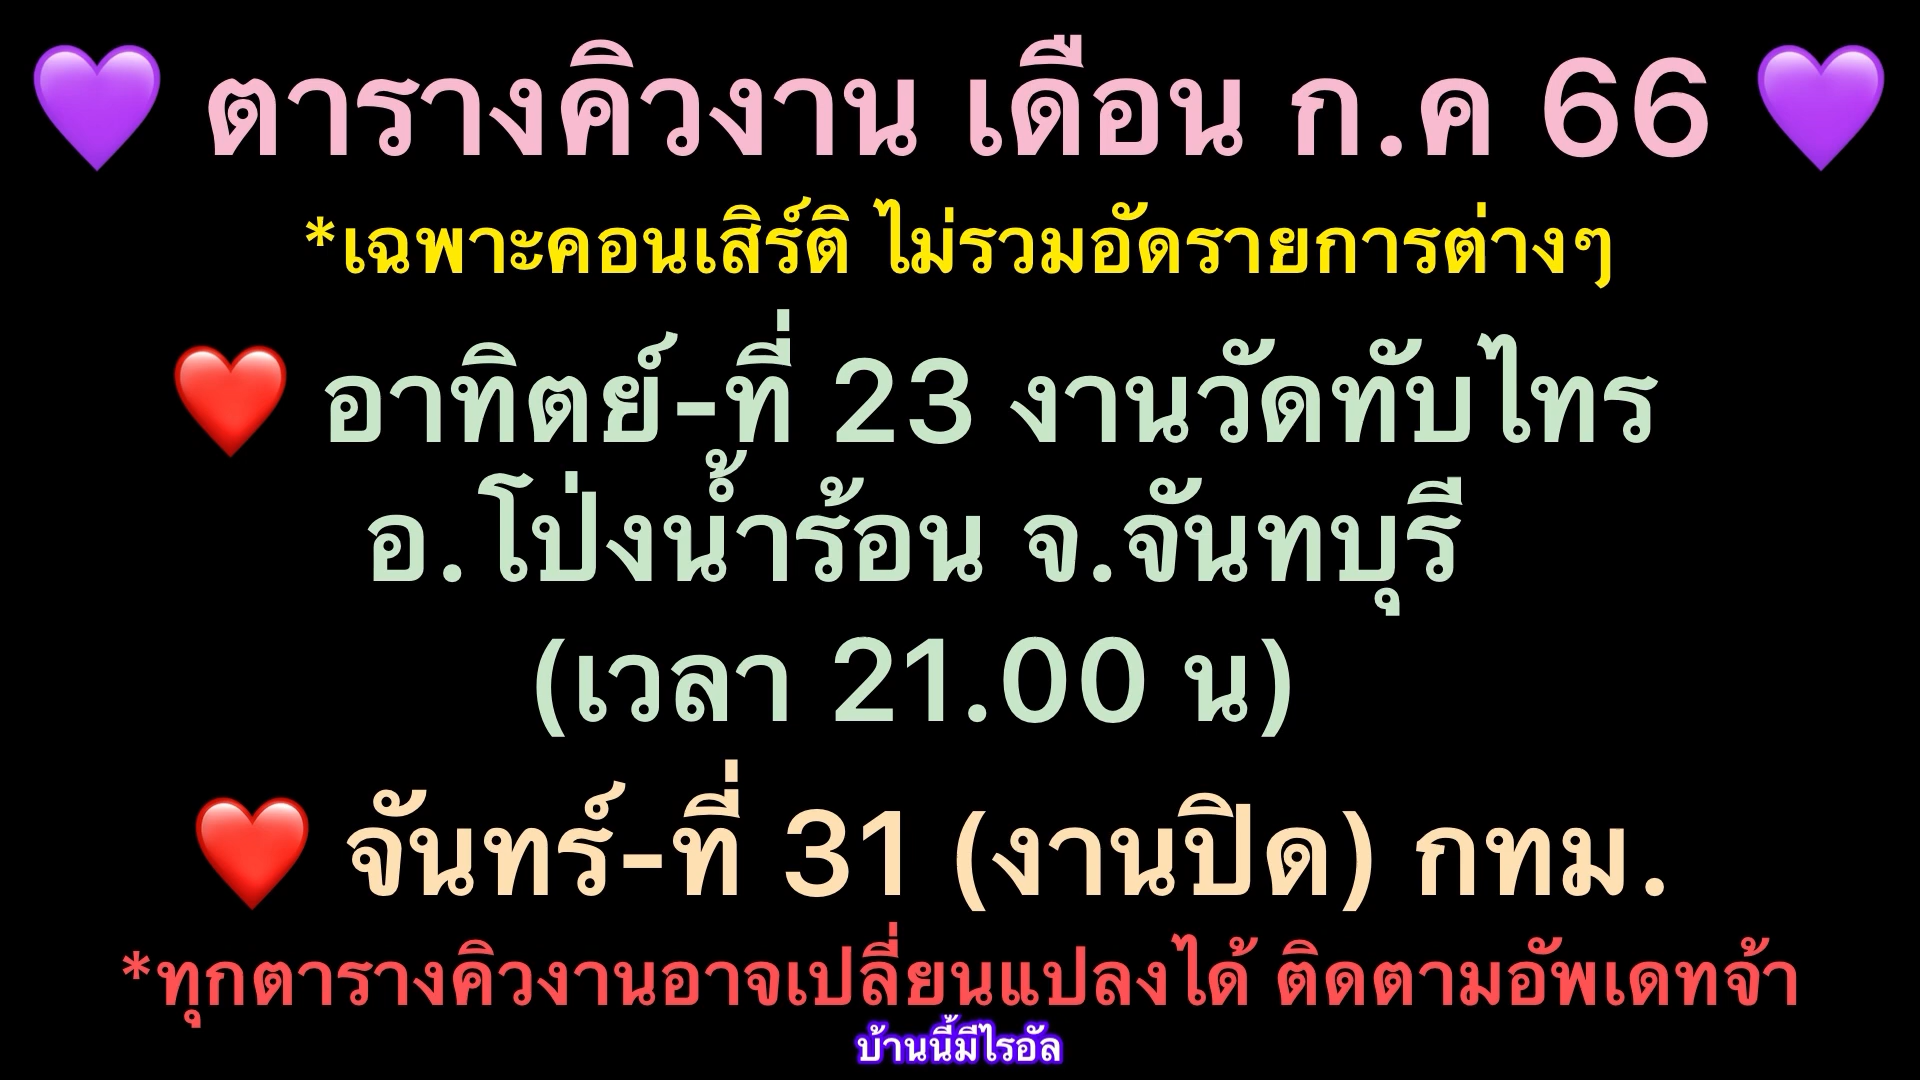 💜 ตารางคิวงาน เดือน ก.ค 66 💜
*เฉพาะคอนเสิร์ติ ไม่รวมอัดรายการต่างๆ
❤️ อาทิตย์-ที่ 23 งานวัดทับไทร
อ.โป่งน้ำร้อน จ.จันทบุรี
(เวลา 21.00 น)
❤️ จันทร์-ที่ 31 (งานปิด) กทม.
*ทุกตารางคิวงานอาจเปลี่ยนแปลงได้ ติดตามอัพเดทจ้า
บ้านนี้มีไรอัล